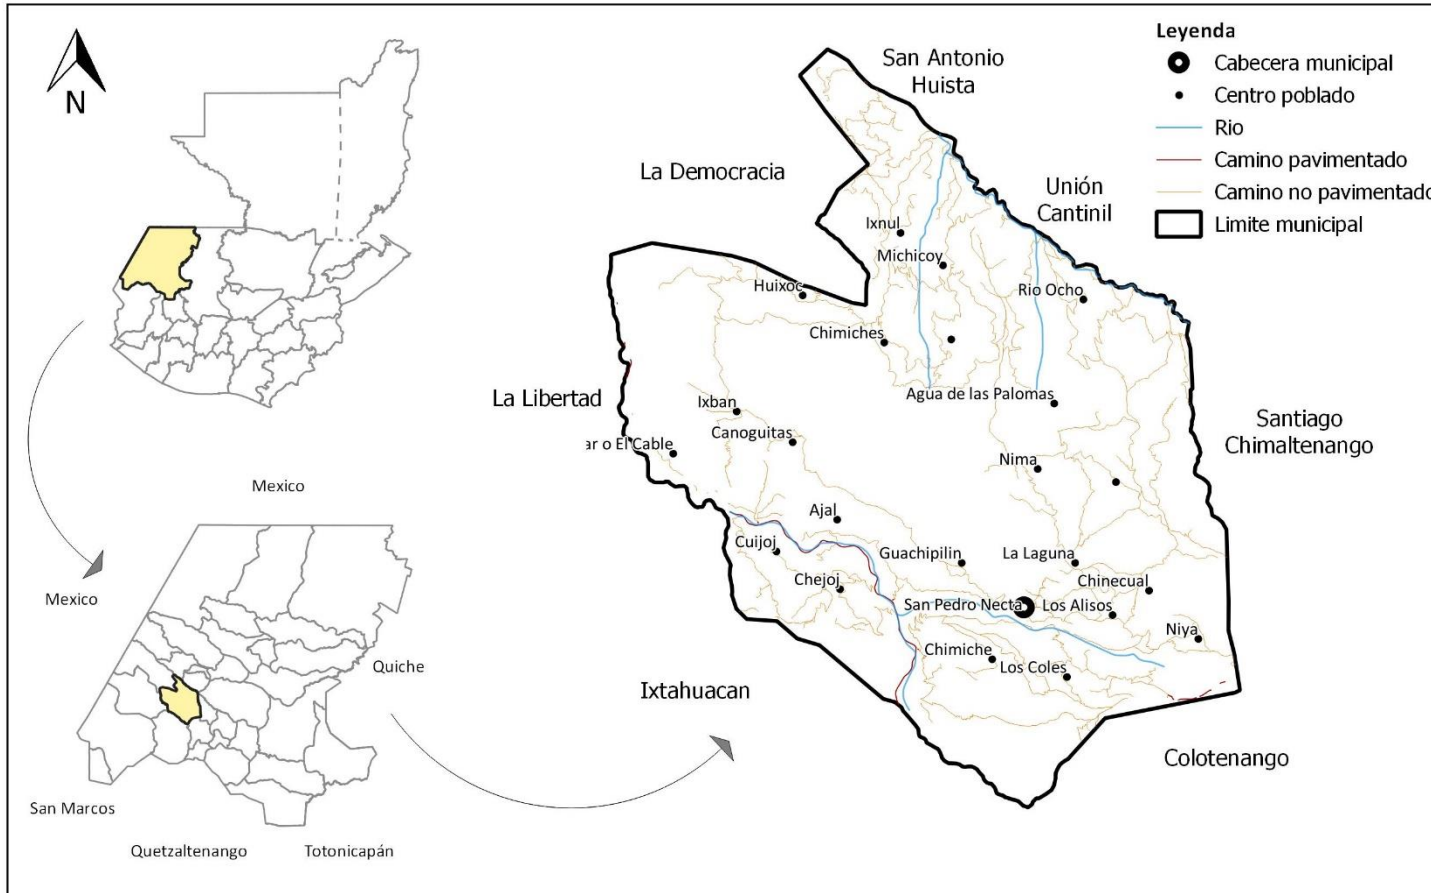 N
Mexico
Mexico
Quiche
San Marcos
Quetzaltenango
Totonicapán
San Antonio
Huista
La Democracia
Unión
Cantinil
Ixnul
Michicoy
Huixoc
Rio Ocho
Chimiches
La Libertad
Ixban
Agua de las Palomas
Canoguitas
ar o El Cable
Santiago
Chimaltenango
Nima
Ajal
Cuijoj
Guachipilin
La Laguna
Chejoj
Chinecual
San Pedro Necta
Los Alisos
Niya
Chimiche
Los Coles
Ixtahuacan
Colotenango
Leyenda
Cabecera municipal
Centro poblado
Rio
Camino pavimentado
Camino no pavimentado
Limite municipal